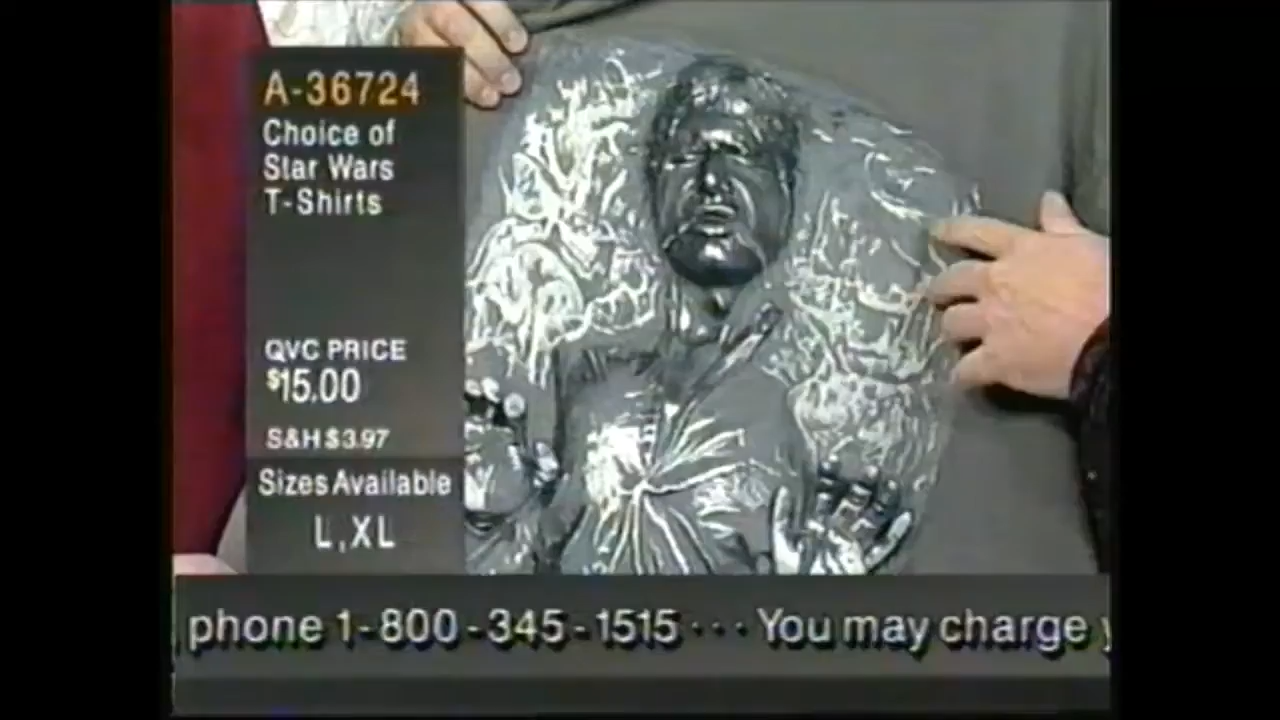 A-36724
Choice of
Star Wars
T-Shirts
QVC PRICE
$15.00
S&H $3.97
Sizes Available
L, XL
phone 1-800-345-1515 ··· You may charge y